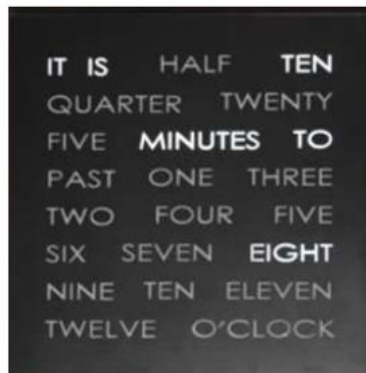 IT IS HALF TEN
QUARTER TWENTY
FIVE MINUTES TO
PAST ONE THREE
TWO FOUR FIVE
SIX SEVEN EIGHT
NINE TEN ELEVEN
TWELVE O'CLOCK